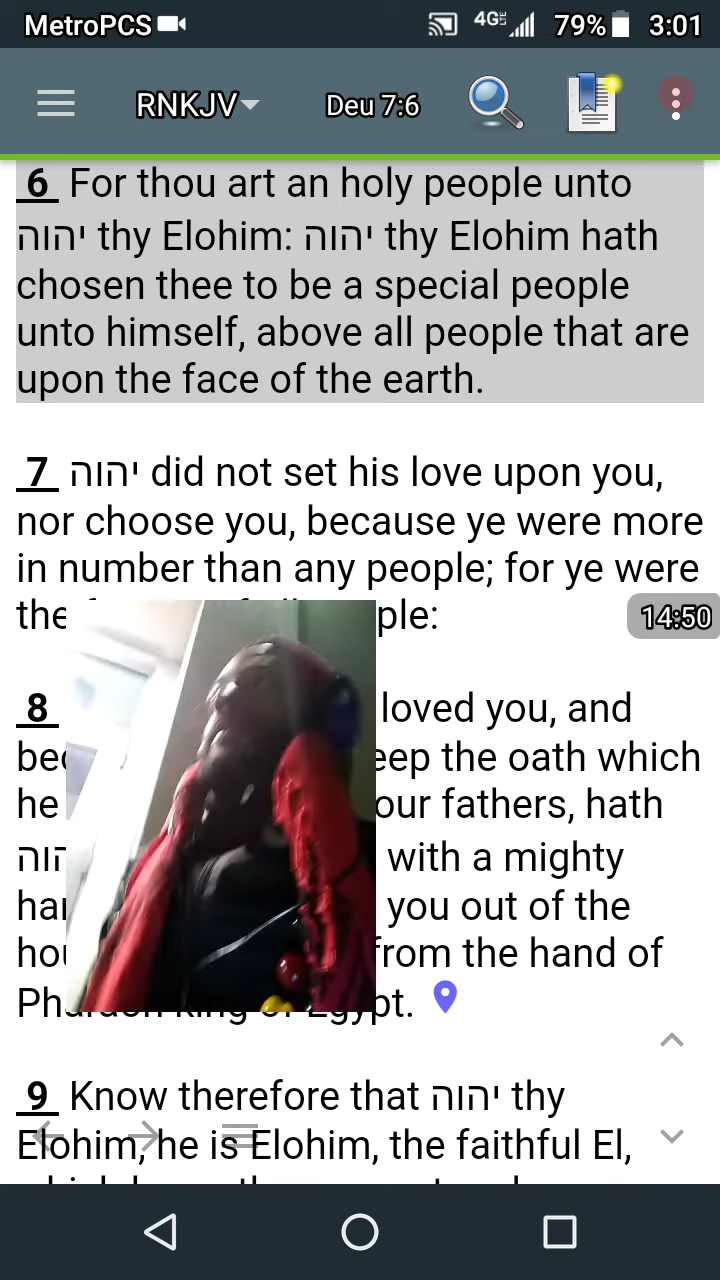 MetroPCS 4G LTE 79% 3:01
RNKJV Deu 7:6
6 For thou art an holy people unto
יהוה thy Elohim: יהוה thy Elohim hath
chosen thee to be a special people
unto himself, above all people that are
upon the face of the earth.
7 יהוה did not set his love upon you,
nor choose you, because ye were more
in number than any people; for ye were
the ple:
14:50
8 loved you, and
the oath which
he our fathers, hath
with a mighty
you out of the
from the hand of
Pharaoh king of Egypt.
9 Know therefore that יהוה thy
Elohim, he is Elohim, the faithful El,